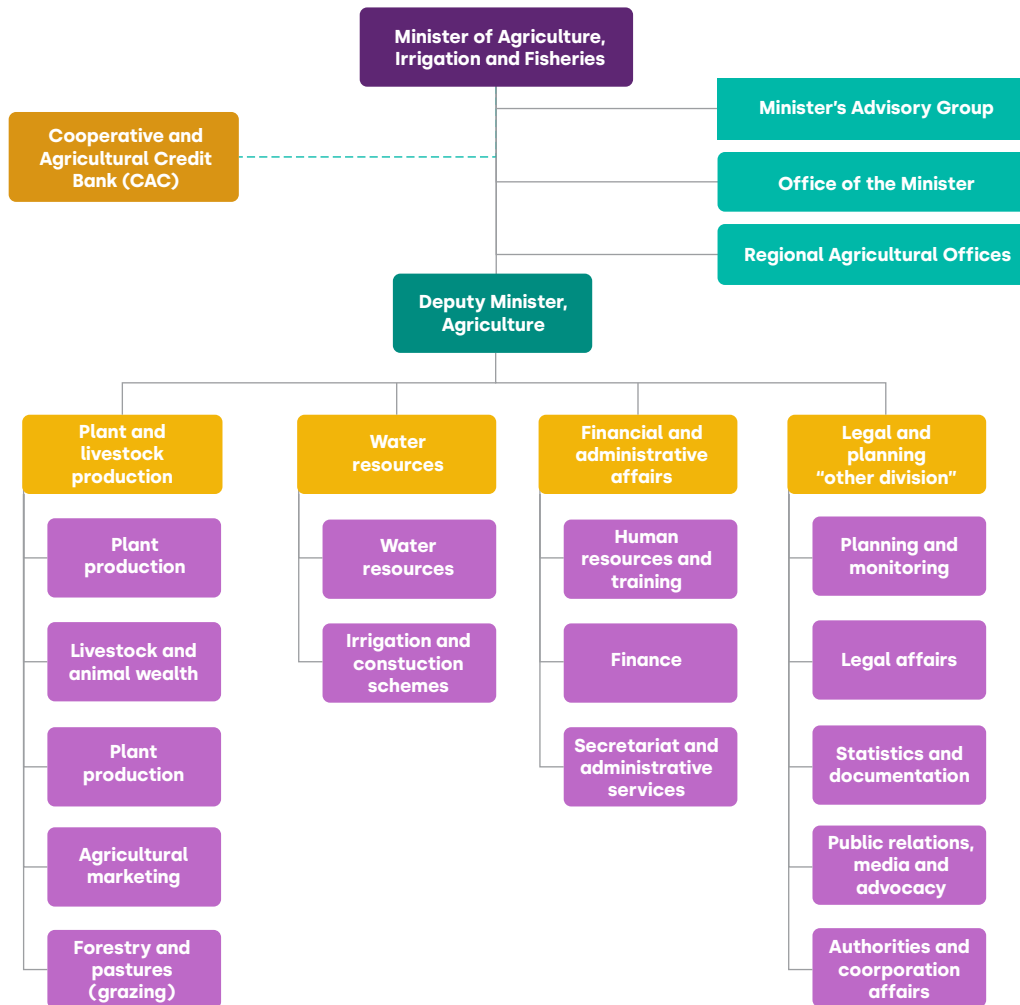 Minister of Agriculture,
Irrigation and Fisheries
Minister's Advisory Group
Cooperative and
Agricultural Credit
Bank (CAC)
Office of the Minister
Regional Agricultural Offices
Deputy Minister,
Agriculture
Plant and
livestock
production
Plant
production
Livestock and
animal wealth
Plant
production
Agricultural
marketing
Forestry and
pastures
(grazing)
Water
resources
Water
resources
Irrigation and
constuction
schemes
Financial and
administrative
affairs
Human
resources and
training
Finance
Secretariat and
administrative
services
Legal and
planning
“other division”
Planning and
monitoring
Legal affairs
Statistics and
documentation
Public relations,
media and
advocacy
Authorities and
coorporation
affairs